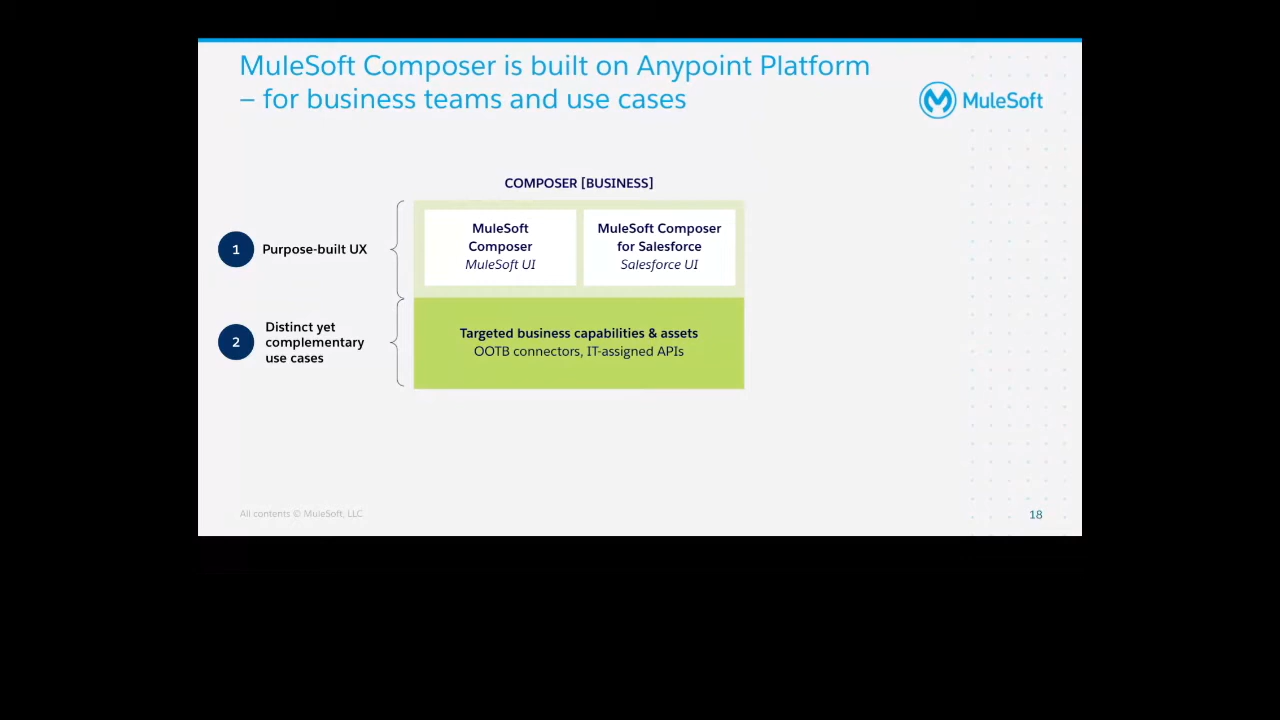 MuleSoft Composer is built on Anypoint Platform
– for business teams and use cases
MuleSoft
COMPOSER [BUSINESS]
1
Purpose-built UX
MuleSoft
Composer
MuleSoft UI
MuleSoft Composer
for Salesforce
Salesforce UI
2
Distinct yet
complementary
use cases
Targeted business capabilities & assets
OOTB connectors, IT-assigned APIs
All contents © MuleSoft, LLC
18